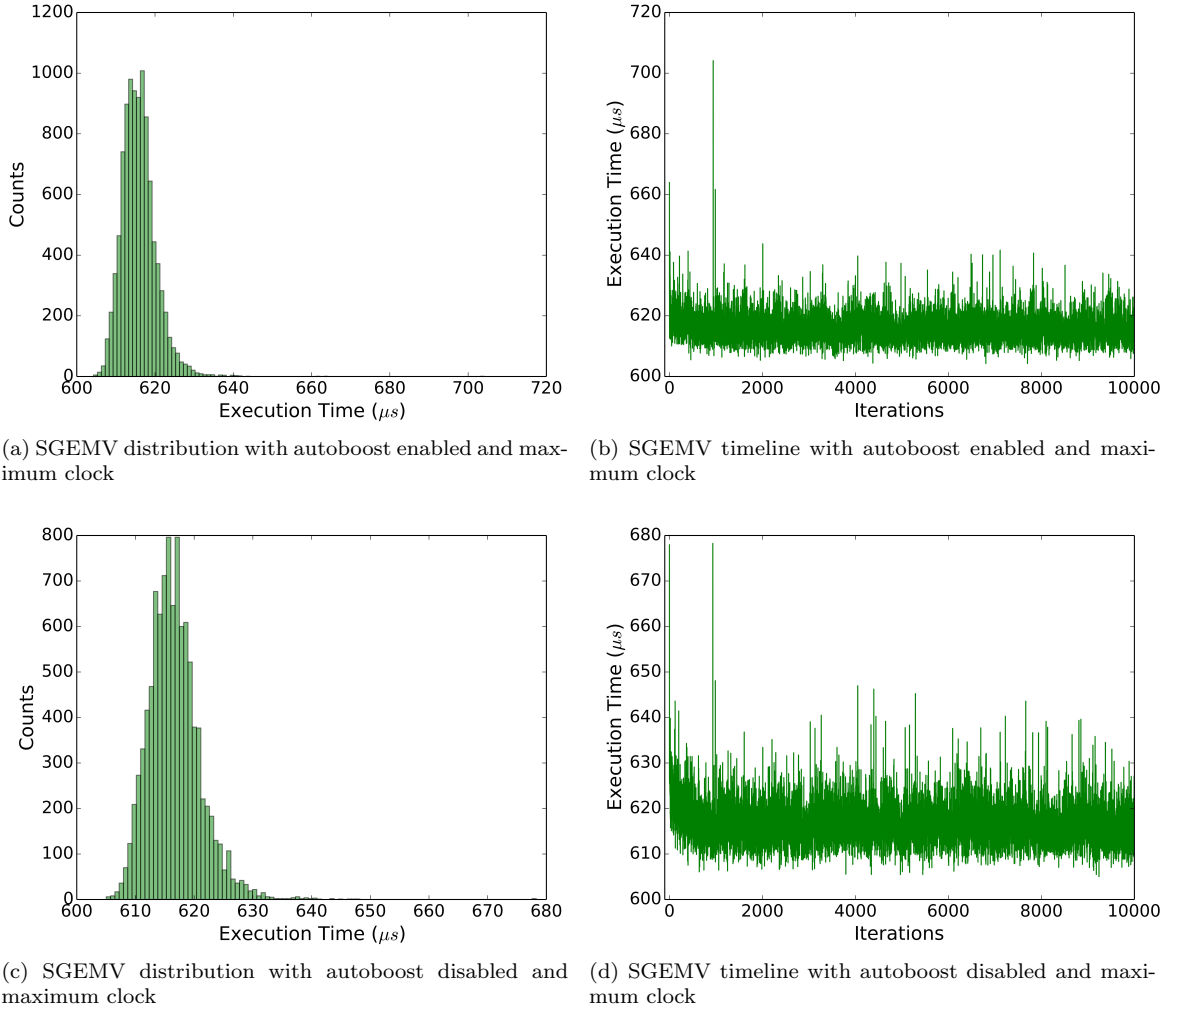 1200
1000
800
600
400
200
0
Counts
600 620 640 660 680 700 720
Execution Time (μs)
720
700
680
660
640
620
600
Execution Time (μs)
0 2000 4000 6000 8000 10000
Iterations
(a) SGEMV distribution with autoboost enabled and max-
imum clock
(b) SGEMV timeline with autoboost enabled and maxi-
mum clock
800
700
600
500
400
300
200
100
0
Counts
600 610 620 630 640 650 660 670 680
Execution Time (μs)
680
670
660
650
640
630
620
610
600
Execution Time (μs)
0 2000 4000 6000 8000 10000
Iterations
(c) SGEMV distribution with autoboost disabled and
maximum clock
(d) SGEMV timeline with autoboost disabled and maxi-
mum clock